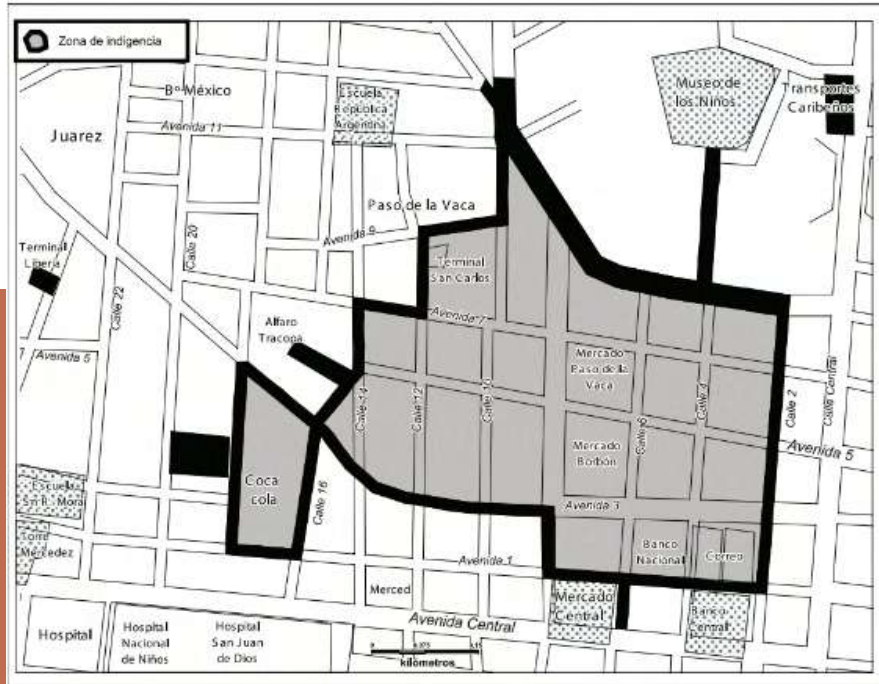 Zona de indigencia
Bº México
Escuela
República
Argentina
Museo de
los Niños
Transportes
Caribeños
Juarez
Avenida 11
Paso de la Vaca
Avenida 9
Calle 20
Terminal
Liberia
Terminal
San Carlos
Calle 22
Alfaro
Tracopa
Avenida 7
Avenida 5
Mercado
Paso de la
Vaca
Calle 14
Calle 12
Calle 10
Calle 6
Calle 4
Calle 2
Calle Central
Mercado
Borbón
Avenida 5
Coca
cola
Calle 16
Escuela
Avenida 3
Torre
Mercedez
Avenida 1
Banco
Nacional
Correo
Merced
Mercado
Central
Banco
Central
Avenida Central
Hospital
Hospital
Nacional
de Niños
Hospital
San Juan
de Dios
0
kilómetros